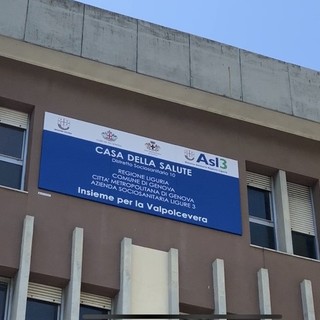 Asl3
CASA DELLA SALUTE
Distretto Sociosanitario 10
REGIONE LIGURIA
COMUNE DI GENOVA
CITTA' METROPOLITANA DI GENOVA
AZIENDA SOCIOSANITARIA LIGURE 3
Insieme per la Valpolcevera